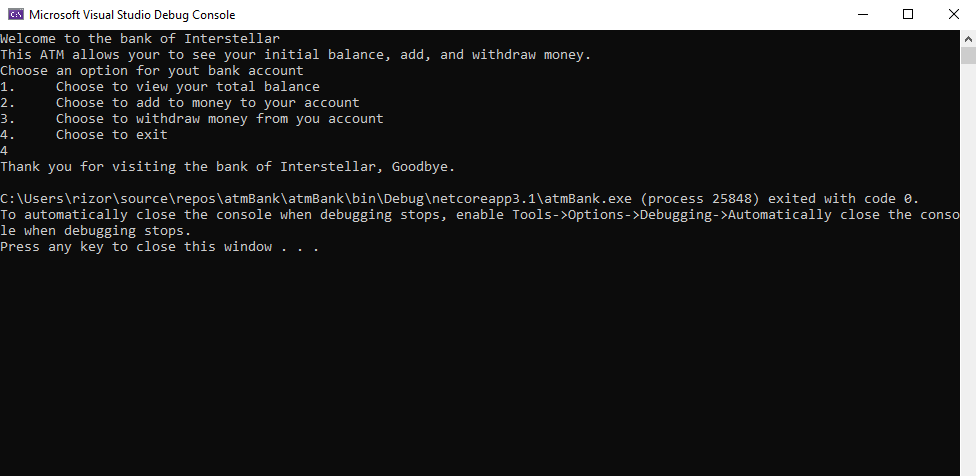 Microsoft Visual Studio Debug Console
Welcome to the bank of Interstellar
This ATM allows your to see your initial balance, add, and withdraw money.
Choose an option for yout bank account
1.     Choose to view your total balance
2.     Choose to add to money to your account
3.     Choose to withdraw money from you account
4.     Choose to exit
4
Thank you for visiting the bank of Interstellar, Goodbye.
C:\Users\rizor\source\repos\atmBank\atmBank\bin\Debug\netcoreapp3.1\atmBank.exe (process 25848) exited with code 0.
To automatically close the console when debugging stops, enable Tools->Options->Debugging->Automatically close the conso
le when debugging stops.
Press any key to close this window . . .